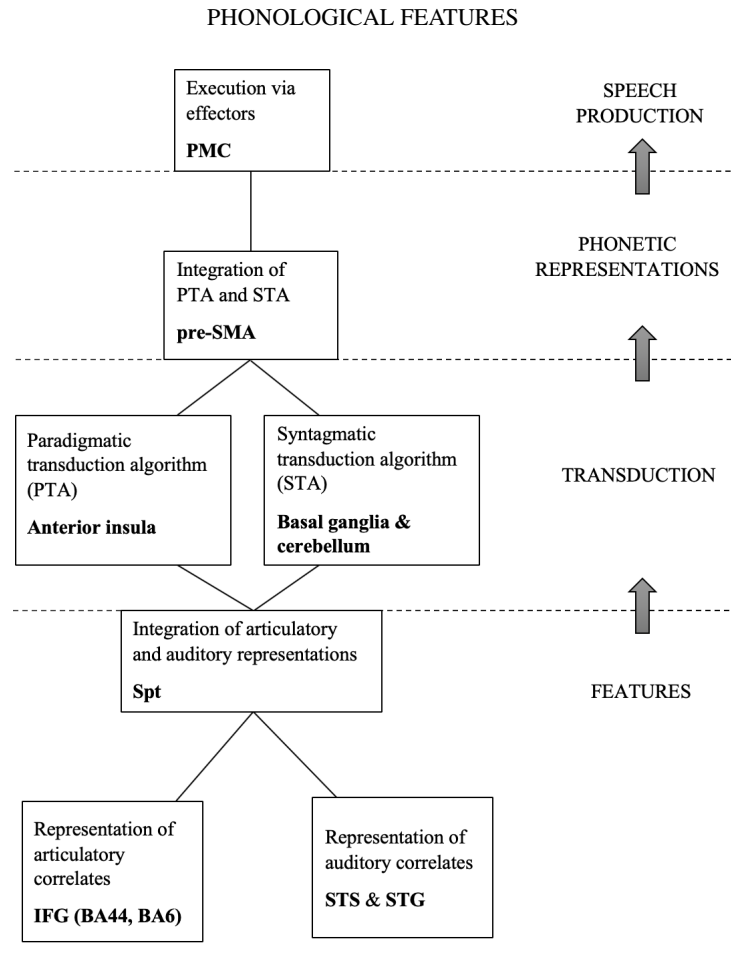 PHONOLOGICAL FEATURES
Execution via
effectors
PMC
SPEECH
PRODUCTION
Integration of
PTA and STA
pre-SMA
PHONETIC
REPRESENTATIONS
Paradigmatic
transduction algorithm
(PTA)
Anterior insula
Syntagmatic
transduction algorithm
(STA)
Basal ganglia &
cerebellum
TRANSDUCTION
Integration of articulatory
and auditory representations
Spt
FEATURES
Representation of
articulatory
correlates
IFG (BA44, BA6)
Representation of
auditory correlates
STS & STG